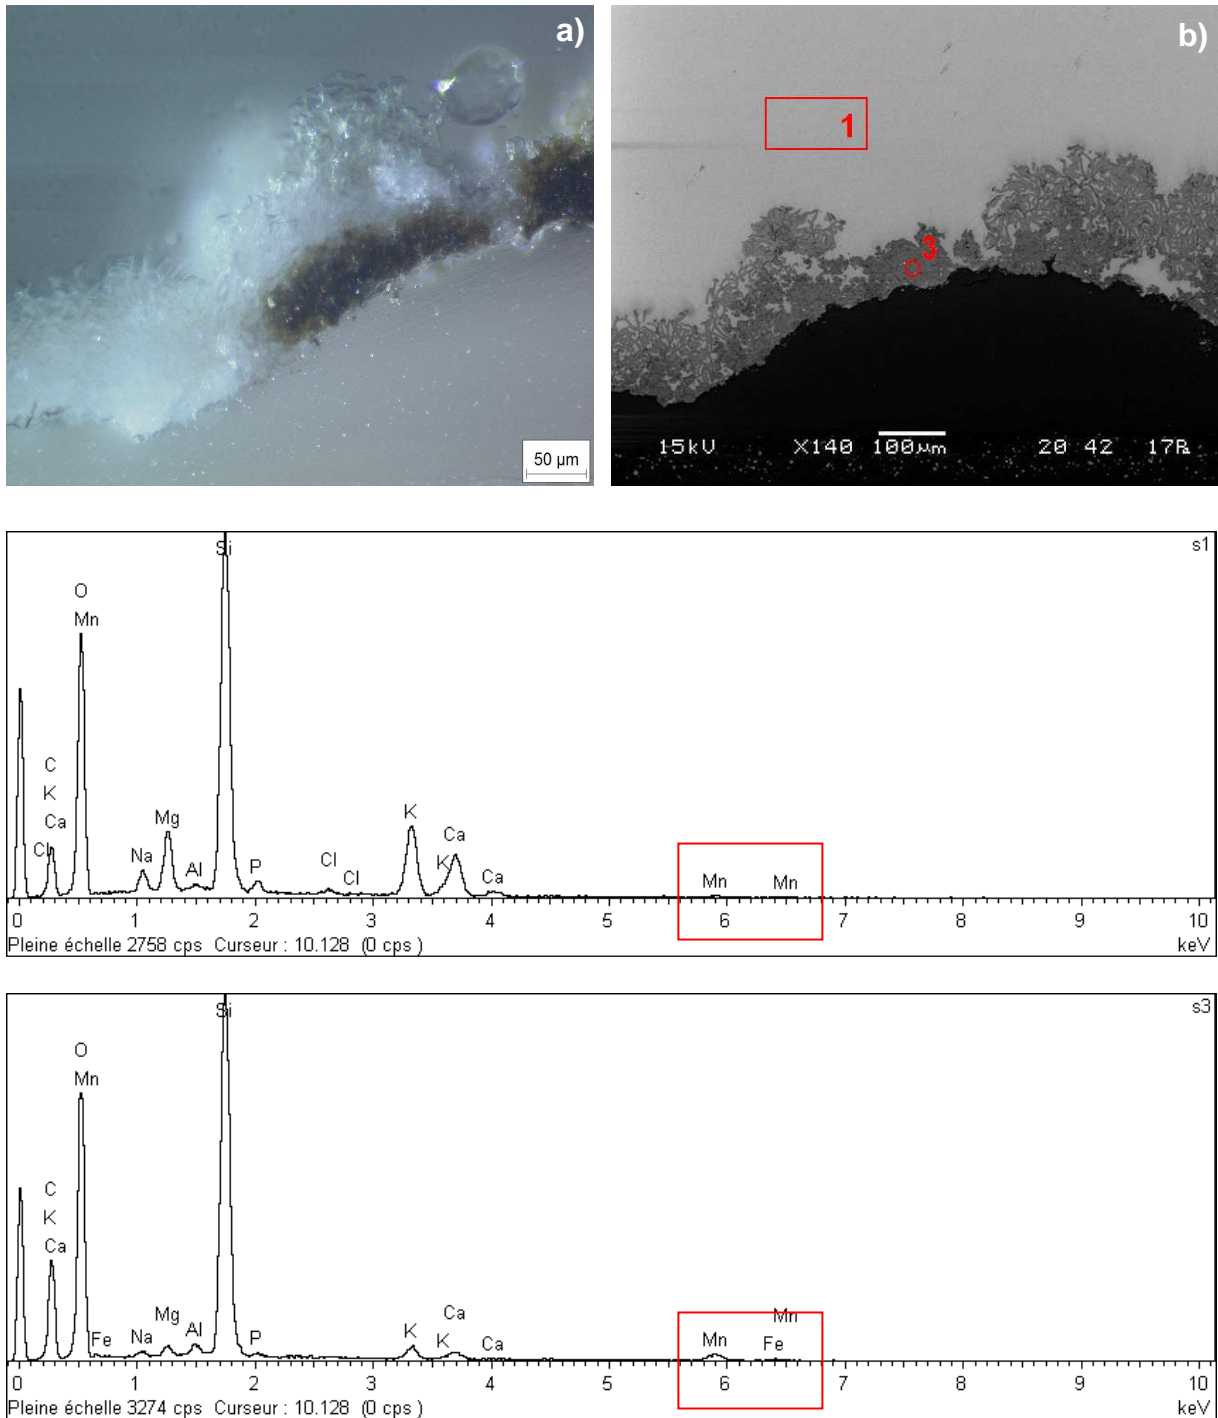 a)
50 µm
b)
1
3
15kV X140 100µm 20 42 17
s1
Si
O
Mn
C
K
Ca
Cl
Na
Mg
Al
P
Cl
Cl
K
K
Ca
Ca
Mn
Mn
0 1 2 3 4 5 6 7 8 9 10
Pleine échelle 2758 cps Curseur : 10.128 (0 cps )
keV
s3
Si
O
Mn
C
K
Ca
Fe
Na
Mg
Al
P
K
K
Ca
Ca
Mn
Mn
Fe
0 1 2 3 4 5 6 7 8 9 10
Pleine échelle 3274 cps Curseur : 10.128 (0 cps )
keV